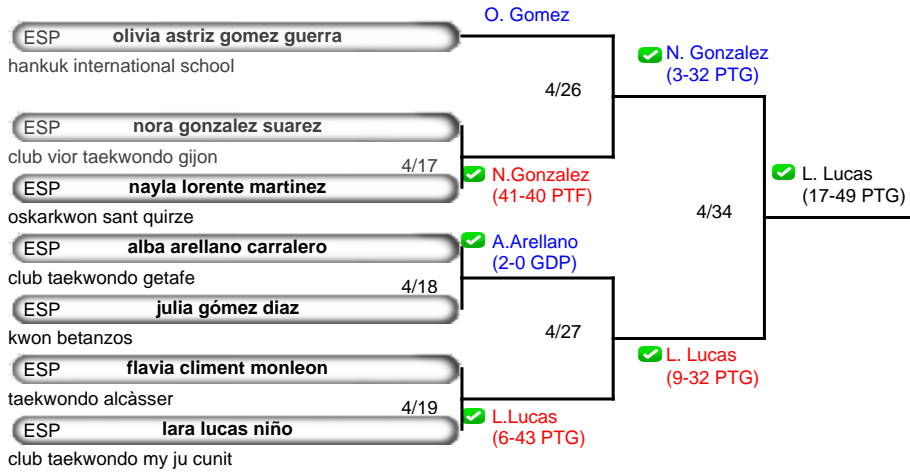 O. Gomez
ESP olivia astriz gomez guerra
hankuk international school
N. Gonzalez
(3-32 PTG)
4/26
ESP nora gonzalez suarez
club vior taekwondo gijon
4/17
N.Gonzalez
(41-40 PTF)
ESP nayla lorente martinez
oskarkwon sant quirze
L. Lucas
(17-49 PTG)
4/34
ESP alba arellano carralero
club taekwondo getafe
A.Arellano
(2-0 GDP)
4/18
ESP julia gómez diaz
kwon betanzos
4/27
L. Lucas
(9-32 PTG)
ESP flavia climent monleon
taekwondo alcàsser
4/19
L.Lucas
(6-43 PTG)
ESP lara lucas niño
club taekwondo my ju cunit